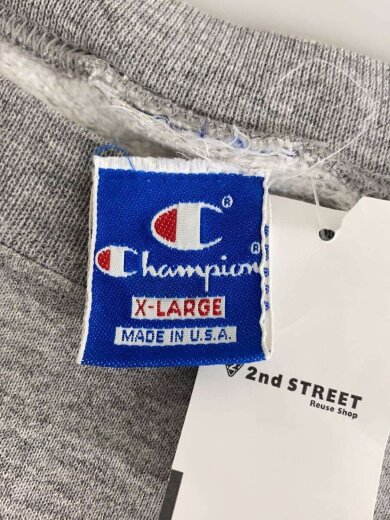 ®
Champion®
X-LARGE
MADE IN U.S.A.
2nd STREET
Reuse Shop